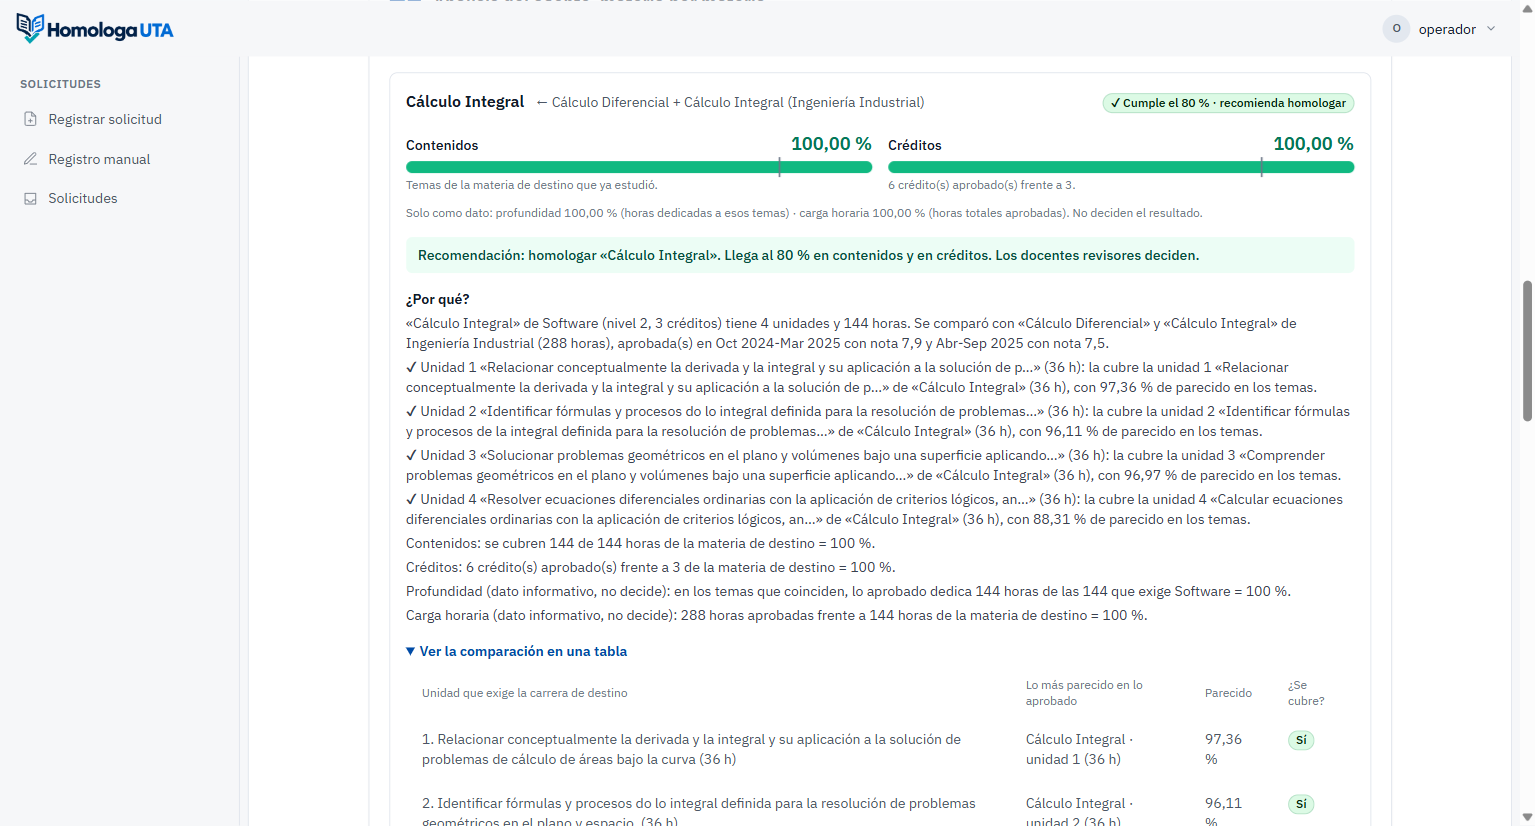 HomologaUTA
O operador
SOLICITUDES
Registrar solicitud
Registro manual
Solicitudes
Cálculo Integral ← Cálculo Diferencial + Cálculo Integral (Ingeniería Industrial)
✓ Cumple el 80 % · recomienda homologar
Contenidos 100,00 %
Temas de la materia de destino que ya estudió.
Créditos 100,00 %
6 crédito(s) aprobado(s) frente a 3.
Solo como dato: profundidad 100,00 % (horas dedicadas a esos temas) · carga horaria 100,00 % (horas totales aprobadas). No deciden el resultado.
Recomendación: homologar «Cálculo Integral». Llega al 80 % en contenidos y en créditos. Los docentes revisores deciden.
¿Por qué?
«Cálculo Integral» de Software (nivel 2, 3 créditos) tiene 4 unidades y 144 horas. Se comparó con «Cálculo Diferencial» y «Cálculo Integral» de
Ingeniería Industrial (288 horas), aprobada(s) en Oct 2024-Mar 2025 con nota 7,9 y Abr-Sep 2025 con nota 7,5.
✓ Unidad 1 «Relacionar conceptualmente la derivada y la integral y su aplicación a la solución de p...» (36 h): la cubre la unidad 1 «Relacionar
conceptualmente la derivada y la integral y su aplicación a la solución de p...» de «Cálculo Integral» (36 h), con 97,36 % de parecido en los temas.
✓ Unidad 2 «Identificar fórmulas y procesos do lo integral definida para la resolución de problemas...» (36 h): la cubre la unidad 2 «Identificar fórmulas
y procesos de la integral definida para la resolución de problemas...» de «Cálculo Integral» (36 h), con 96,11 % de parecido en los temas.
✓ Unidad 3 «Solucionar problemas geométricos en el plano y volúmenes bajo una superficie aplicando...» (36 h): la cubre la unidad 3 «Comprender
problemas geométricos en el plano y volúmenes bajo una superficie aplicando...» de «Cálculo Integral» (36 h), con 96,97 % de parecido en los temas.
✓ Unidad 4 «Resolver ecuaciones diferenciales ordinarias con la aplicación de criterios lógicos, an...» (36 h): la cubre la unidad 4 «Calcular ecuaciones
diferenciales ordinarias con la aplicación de criterios lógicos, an...» de «Cálculo Integral» (36 h), con 88,31 % de parecido en los temas.
Contenidos: se cubren 144 de 144 horas de la materia de destino = 100 %.
Créditos: 6 crédito(s) aprobado(s) frente a 3 de la materia de destino = 100 %.
Profundidad (dato informativo, no decide): en los temas que coinciden, lo aprobado dedica 144 horas de las 144 que exige Software = 100 %.
Carga horaria (dato informativo, no decide): 288 horas aprobadas frente a 144 horas de la materia de destino = 100 %.
▼ Ver la comparación en una tabla
Unidad que exige la carrera de destino
Lo más parecido en lo
aprobado
Parecido
¿Se
cubre?
1. Relacionar conceptualmente la derivada y la integral y su aplicación a la solución de
problemas de cálculo de áreas bajo la curva (36 h)
Cálculo Integral ·
unidad 1 (36 h)
97,36
%
Sí
2. Identificar fórmulas y procesos do lo integral definida para la resolución de problemas
geométricos en el plano y espacio. (36 h)
Cálculo Integral ·
unidad 2 (36 h)
96,11
%
Sí